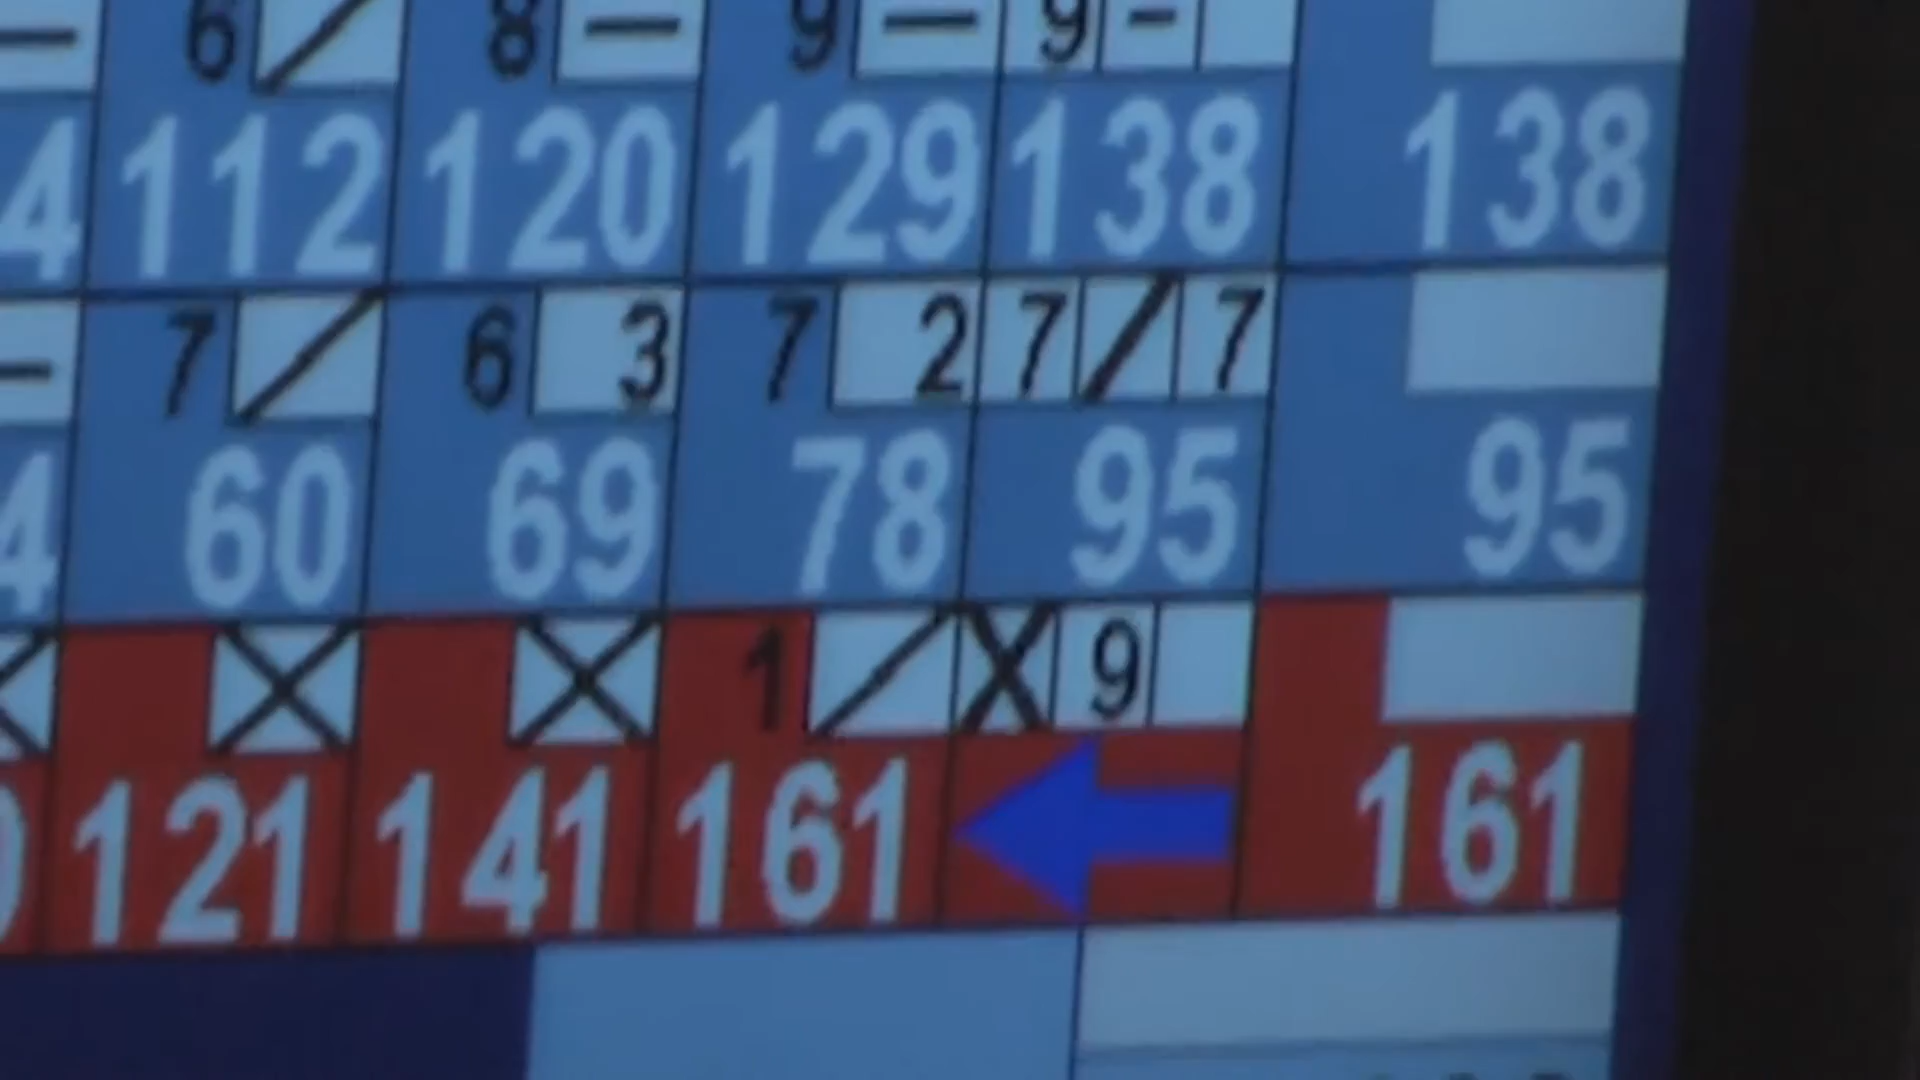 - 6 / 8 - 9 - 9 -
4 112 120 129 138 138
- 7 / 6 3 7 2 7 / 7
4 60 69 78 95 95
X X X 1 / X 9
0 121 141 161 161